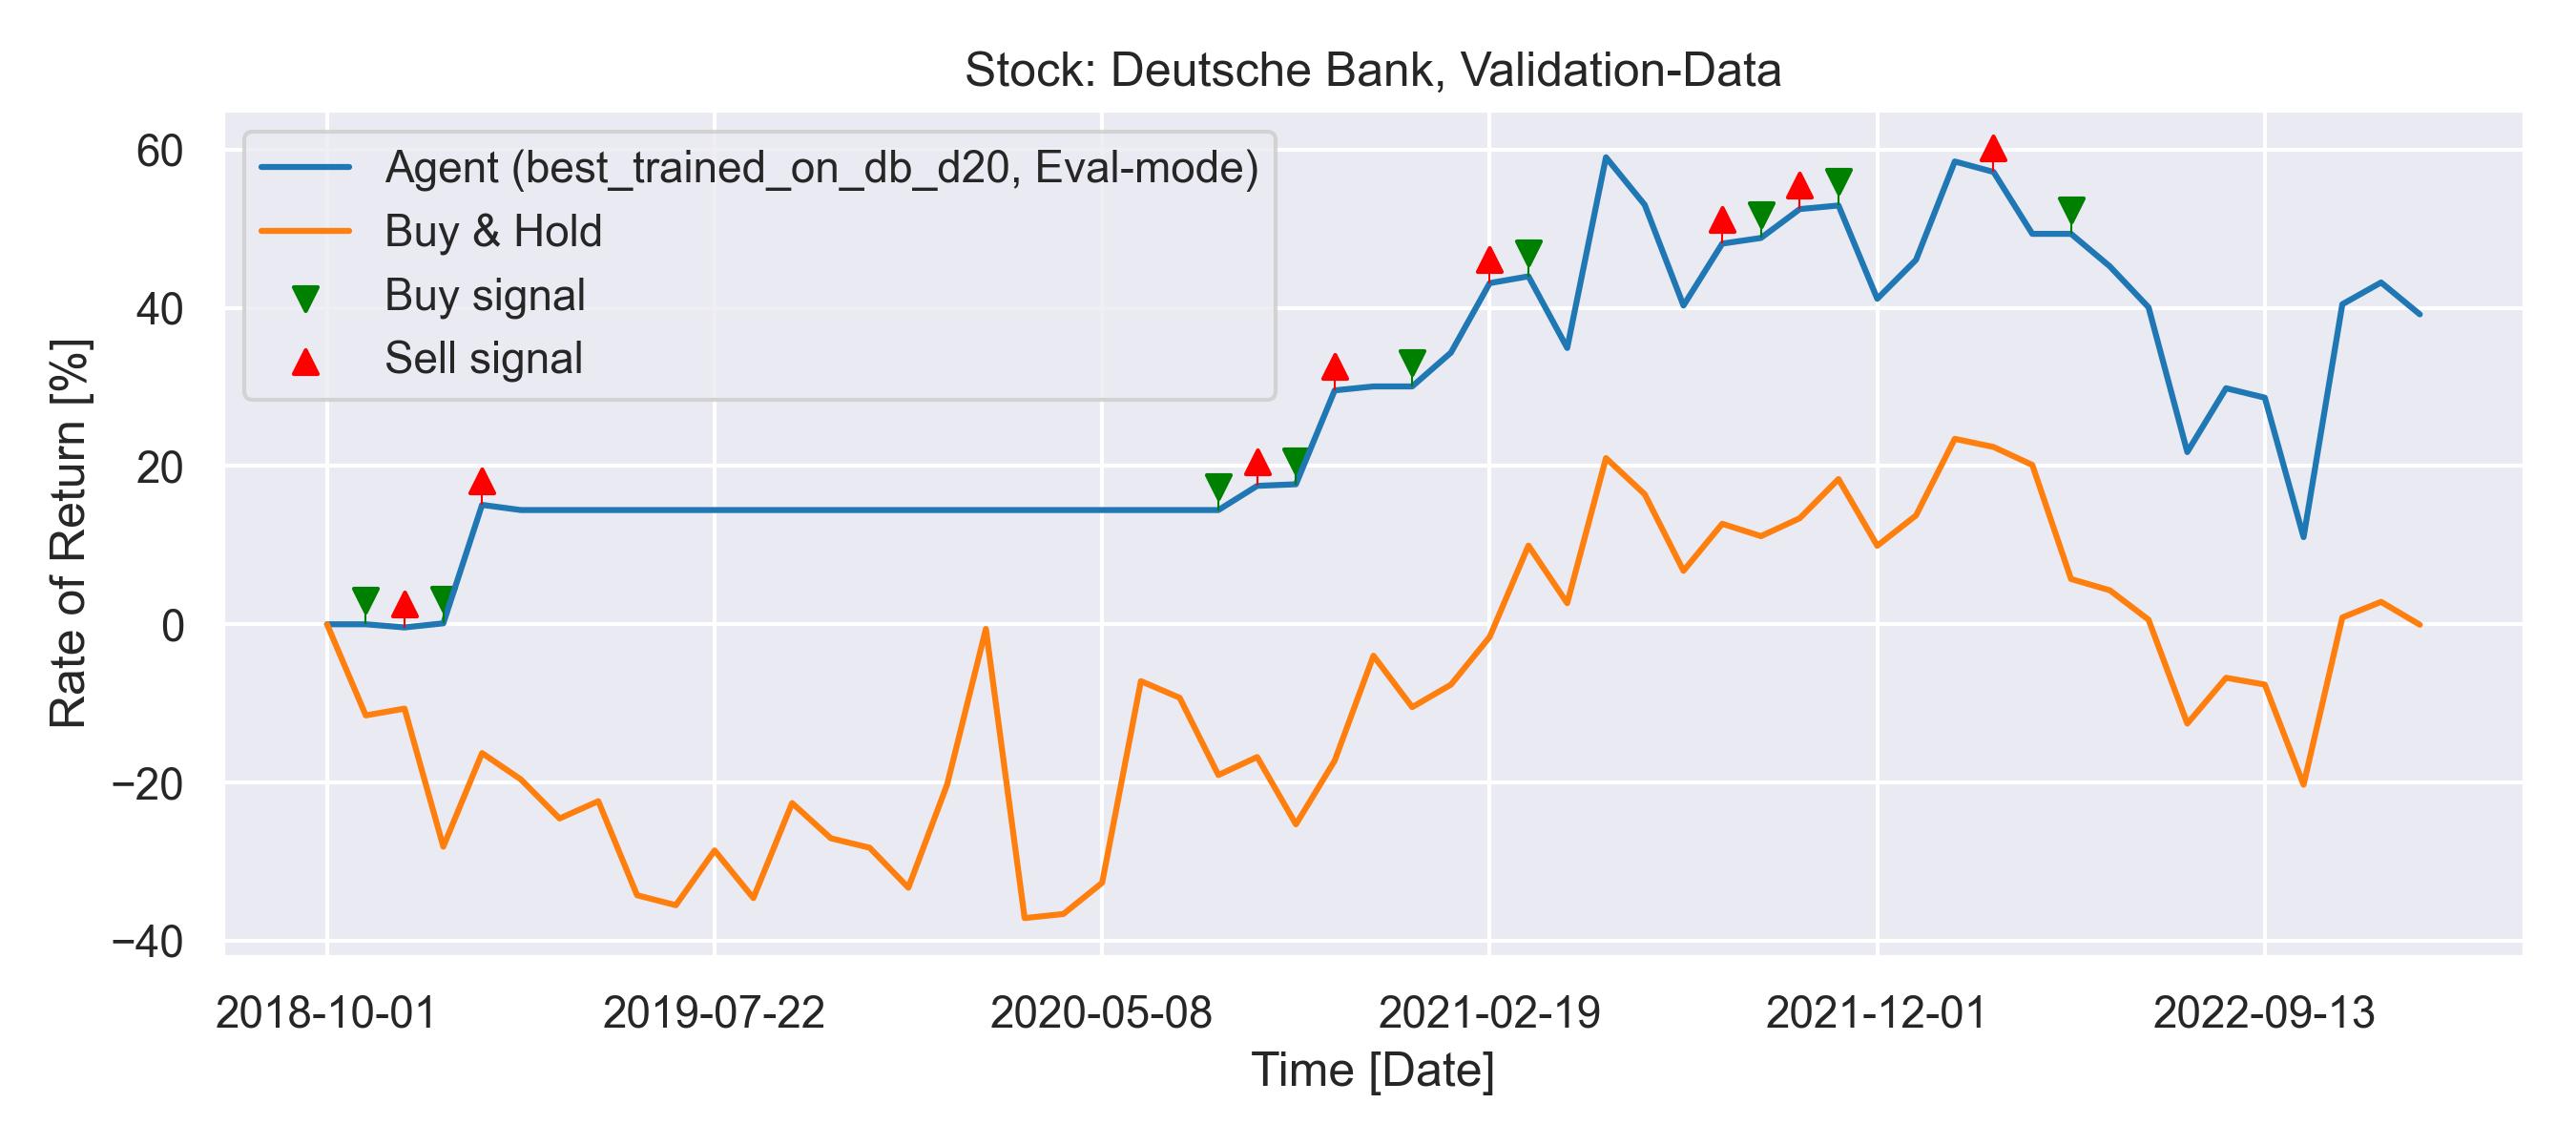 Stock: Deutsche Bank, Validation-Data
Agent (best_trained_on_db_d20, Eval-mode)
Buy & Hold
Buy signal
Sell signal
Rate of Return [%]
60
40
20
0
−20
−40
2018-10-01
2019-07-22
2020-05-08
2021-02-19
2021-12-01
2022-09-13
Time [Date]